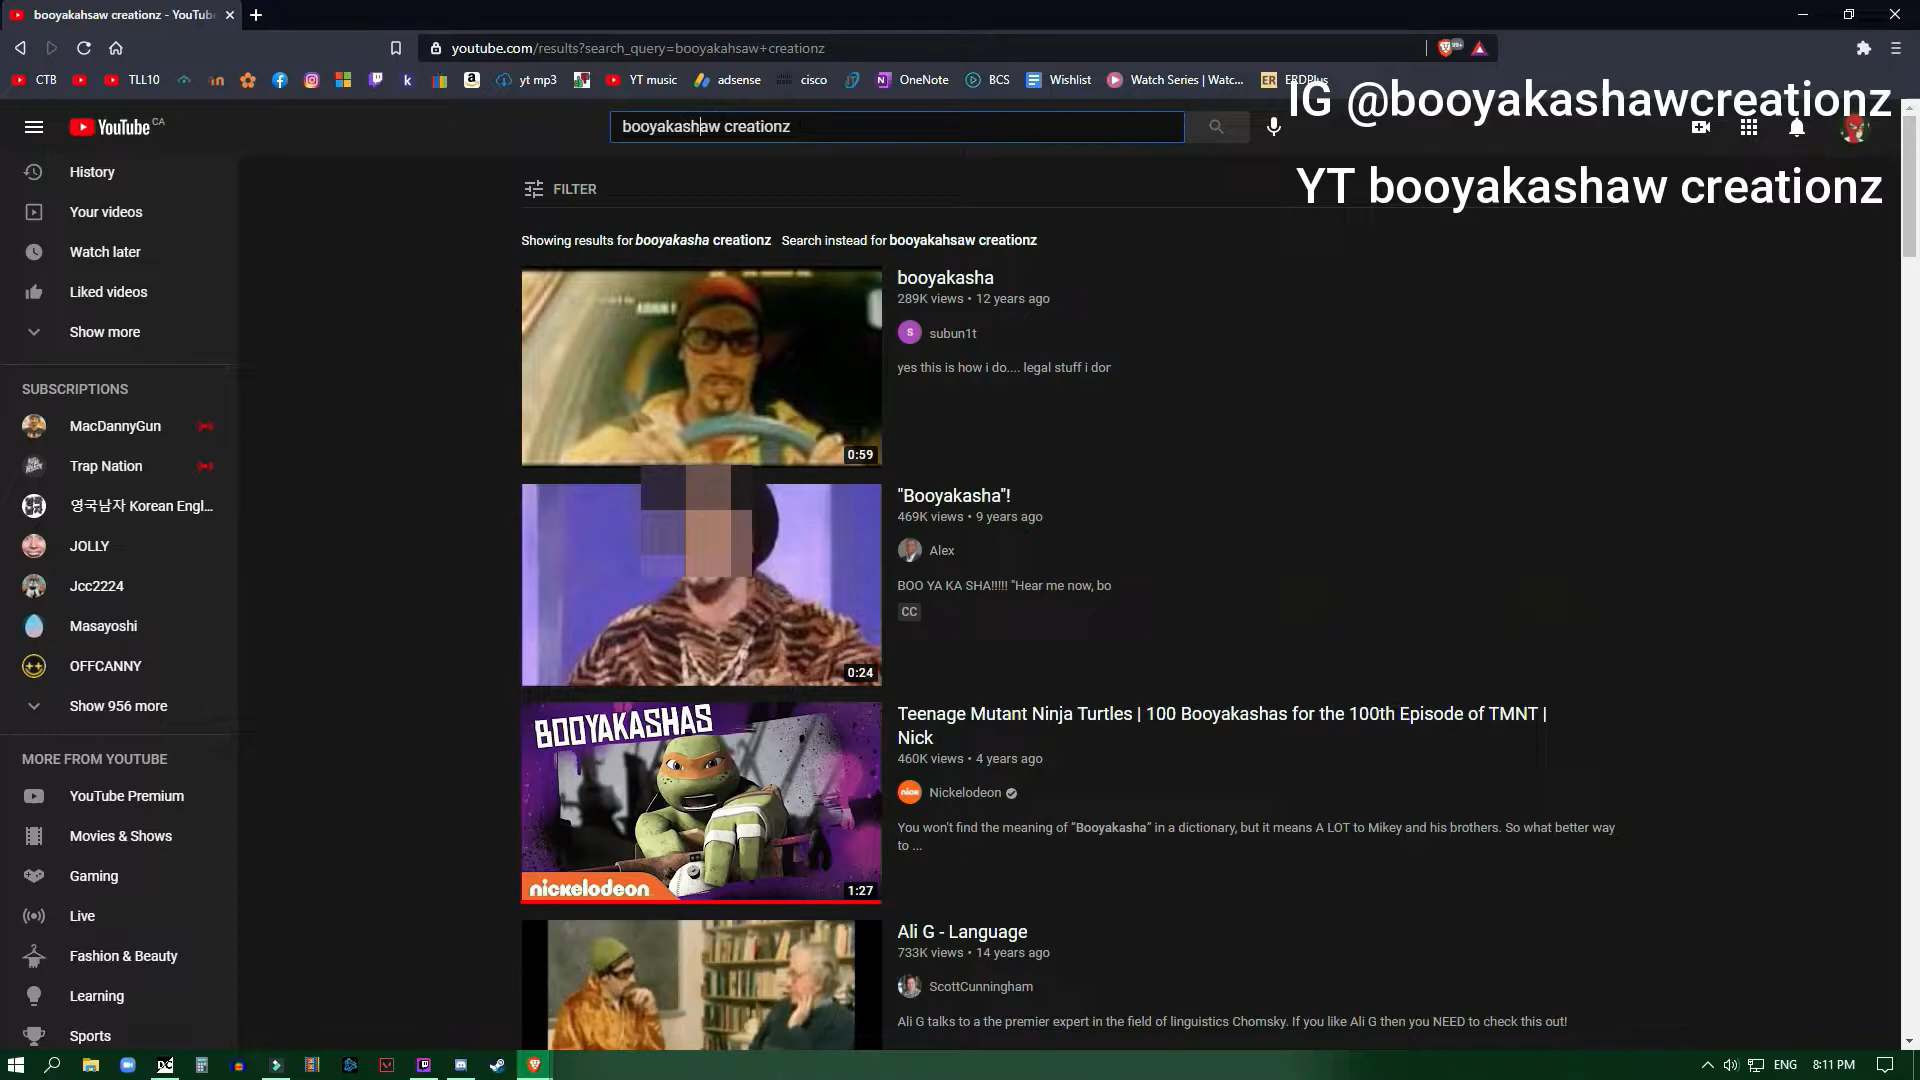 booyakahsaw creationz - YouTub
youtube.com/results?search_query=booyakahsaw+creationz
CTB
TLL10
yt mp3
YT music
adsense
cisco
OneNote
BCS
Wishlist
Watch Series | Watc...
ER
ERDPlus
IG @booyakashawcreationz
YouTube CA
booyakashaw creationz
YT booyakashaw creationz
History
Your videos
Watch later
Liked videos
Show more
SUBSCRIPTIONS
MacDannyGun
Trap Nation
영국남자 Korean Engl...
JOLLY
Jcc2224
Masayoshi
OFFCANNY
Show 956 more
MORE FROM YOUTUBE
YouTube Premium
Movies & Shows
Gaming
Live
Fashion & Beauty
Learning
Sports
FILTER
Showing results for booyakasha creationz Search instead for booyakahsaw creationz
booyakasha
289K views • 12 years ago
S
subun1t
yes this is how i do.... legal stuff i dor
0:59
"Booyakasha"!
469K views • 9 years ago
Alex
BOO YA KA SHA!!!!! "Hear me now, bo
CC
0:24
BOOYAKASHAS
nickelodeon
1:27
Teenage Mutant Ninja Turtles | 100 Booyakashas for the 100th Episode of TMNT |
Nick
460K views • 4 years ago
nick
Nickelodeon
You won't find the meaning of “Booyakasha” in a dictionary, but it means A LOT to Mikey and his brothers. So what better way
to ...
Ali G - Language
733K views • 14 years ago
ScottCunningham
Ali G talks to a the premier expert in the field of linguistics Chomsky. If you like Ali G then you NEED to check this out!
ENG
8:11 PM